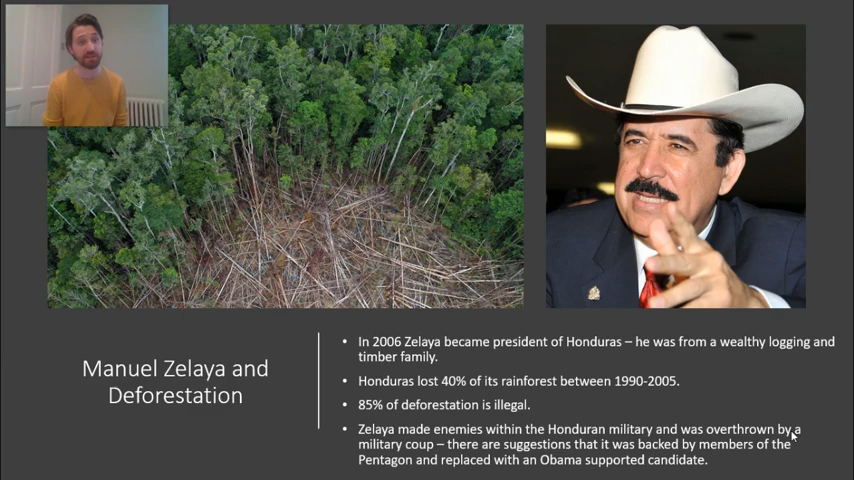 Manuel Zelaya and
Deforestation
• In 2006 Zelaya became president of Honduras – he was from a wealthy logging and
timber family.
• Honduras lost 40% of its rainforest between 1990-2005.
• 85% of deforestation is illegal.
• Zelaya made enemies within the Honduran military and was overthrown by a
military coup – there are suggestions that it was backed by members of the
Pentagon and replaced with an Obama supported candidate.